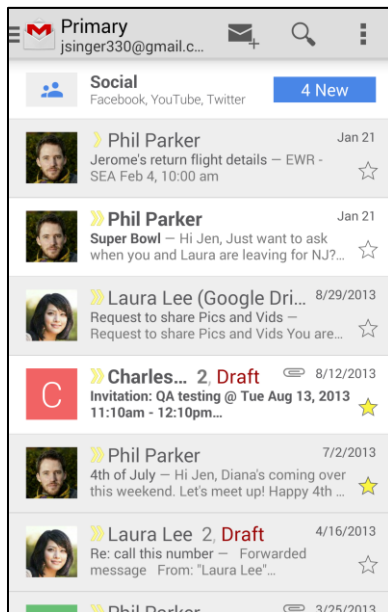 Primary
jsinger330@gmail.c...
Social
Facebook, YouTube, Twitter
4 New
Phil Parker
Jan 21
Jerome's return flight details – EWR -
SEA Feb 4, 10:00 am
Phil Parker
Jan 21
Super Bowl – Hi Jen, Just want to ask
when you and Laura are leaving for NJ?...
Laura Lee (Google Dri...
8/29/2013
Request to share Pics and Vids –
Request to share Pics and Vids You are...
Charles... 2, Draft
8/12/2013
Invitation: QA testing @ Tue Aug 13, 2013
11:10am - 12:10pm...
C
Phil Parker
7/2/2013
4th of July – Hi Jen, Diana's coming over
this weekend. Let's meet up! Happy 4th ...
Laura Lee 2, Draft
4/16/2013
Re: call this number – Forwarded
message From: "Laura Lee"...
Phil Parker
3/25/2013